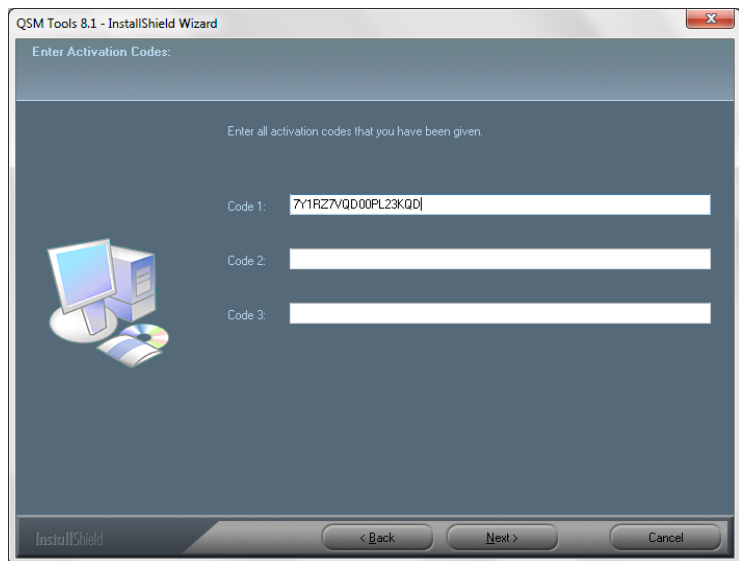 QSM Tools 8.1 - InstallShield Wizard
Enter Activation Codes:
Enter all activation codes that you have been given.
Code 1: 7Y1RZ7VQD00PL23KQD
Code 2:
Code 3:
InstallShield
< Back
Next >
Cancel